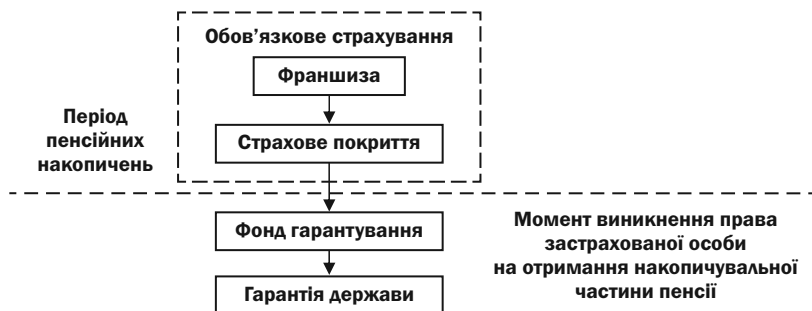 Обов’язкове страхування
Франшиза
Період
пенсійних
накопичень
Страхове покриття
Фонд гарантування
Гарантія держави
Момент виникнення права
застрахованої особи
на отримання накопичувальної
частини пенсії